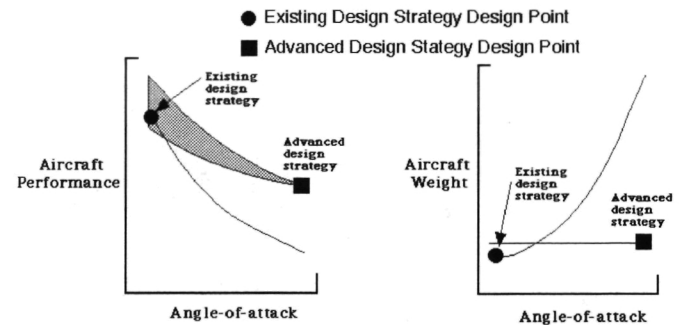 Existing Design Strategy Design Point
Advanced Design Stategy Design Point
Existing
design
strategy
Advanced
design
strategy
Aircraft
Performance
Angle-of-attack
Existing
design
strategy
Advanced
design
strategy
Aircraft
Weight
Angle-of-attack